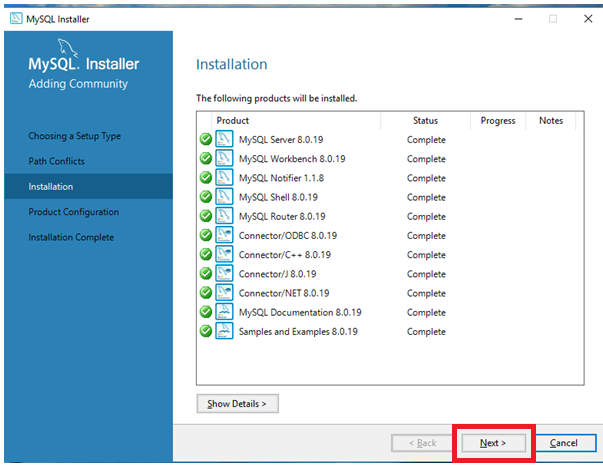 MySQL Installer
MySQL. Installer
Adding Community
Choosing a Setup Type
Path Conflicts
Installation
Product Configuration
Installation Complete
Installation
The following products will be installed.
Product Status Progress Notes
MySQL Server 8.0.19 Complete
MySQL Workbench 8.0.19 Complete
MySQL Notifier 1.1.8 Complete
MySQL Shell 8.0.19 Complete
MySQL Router 8.0.19 Complete
Connector/ODBC 8.0.19 Complete
Connector/C++ 8.0.19 Complete
Connector/J 8.0.19 Complete
Connector/NET 8.0.19 Complete
MySQL Documentation 8.0.19 Complete
Samples and Examples 8.0.19 Complete
Show Details >
< Back Next > Cancel